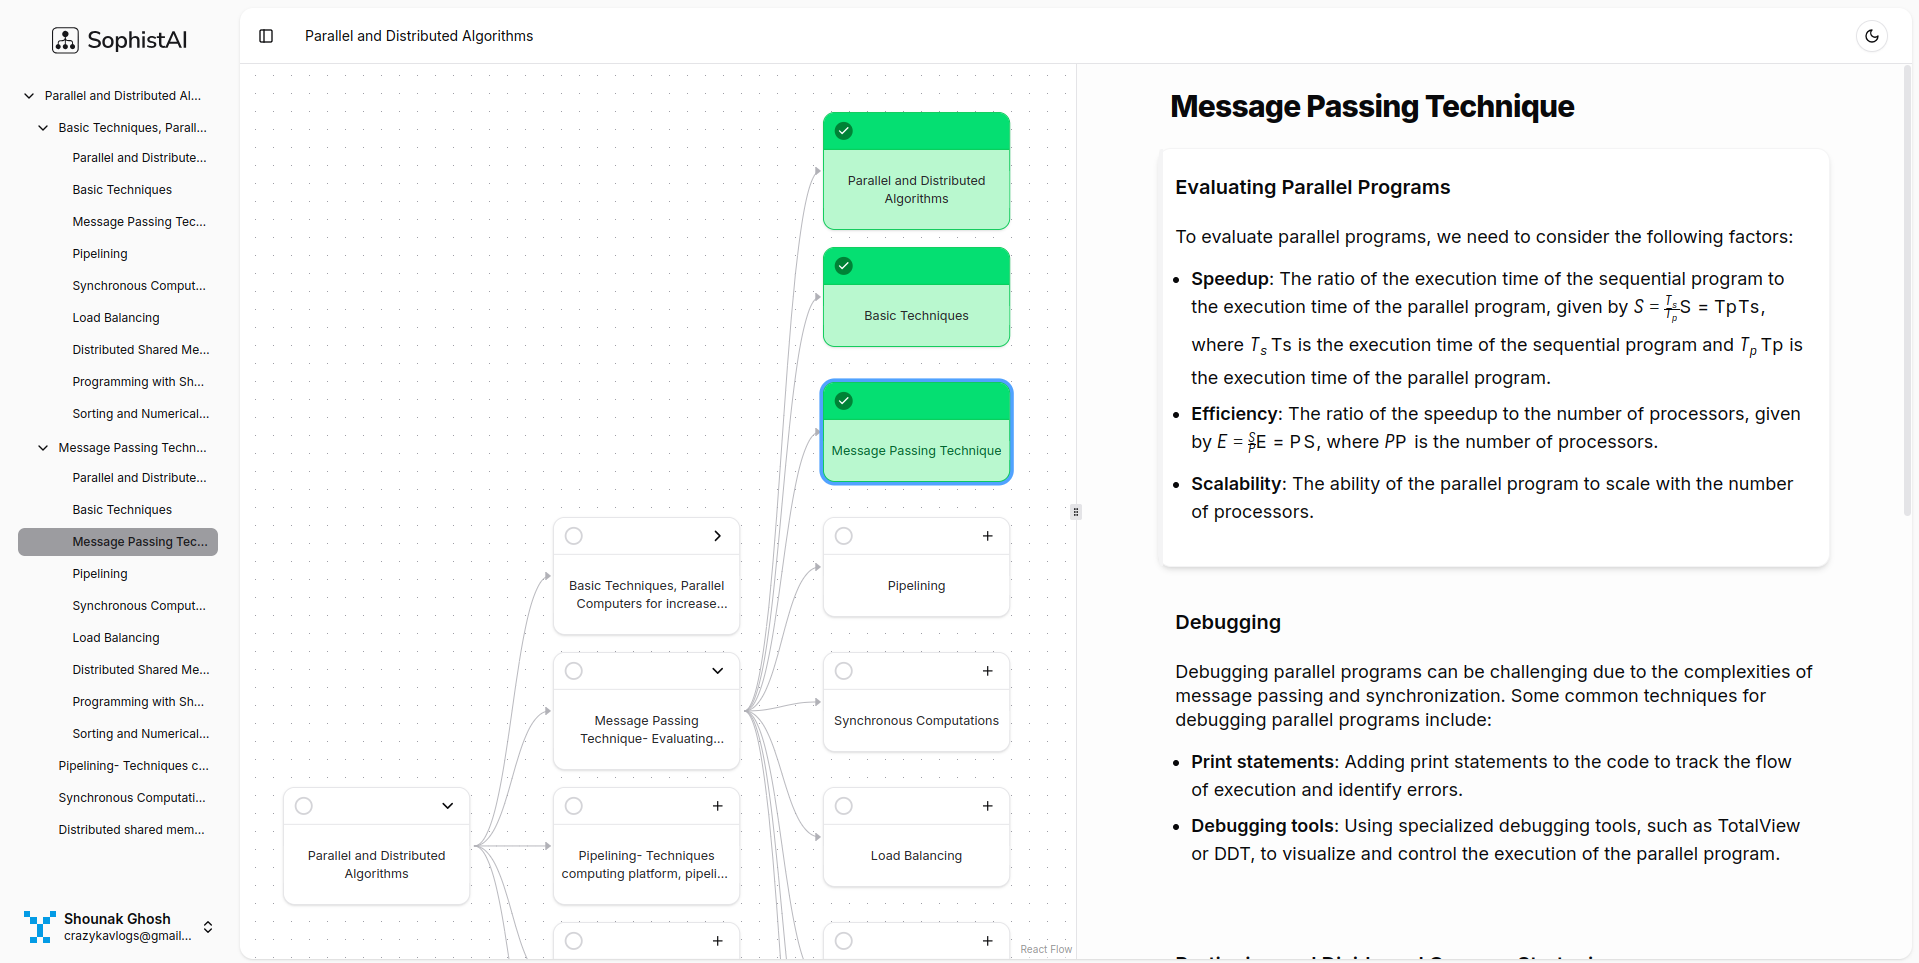 SophistAI
Parallel and Distributed Al...
Basic Techniques, Parall...
Parallel and Distribute...
Basic Techniques
Message Passing Tec...
Pipelining
Synchronous Comput...
Load Balancing
Distributed Shared Me...
Programming with Sh...
Sorting and Numerical...
Message Passing Techn...
Parallel and Distribute...
Basic Techniques
Message Passing Tec...
Pipelining
Synchronous Comput...
Load Balancing
Distributed Shared Me...
Programming with Sh...
Sorting and Numerical...
Pipelining- Techniques c...
Synchronous Computati...
Distributed shared mem...
Shounak Ghosh
crazykavlogs@gmail...
Parallel and Distributed Algorithms
Parallel and Distributed
Algorithms
Basic Techniques, Parallel
Computers for increase...
Message Passing
Technique- Evaluating...
Pipelining- Techniques
computing platform, pipeli...
Parallel and Distributed
Algorithms
Basic Techniques
Message Passing Technique
Pipelining
Synchronous Computations
Load Balancing
React Flow
Message Passing Technique
Evaluating Parallel Programs
To evaluate parallel programs, we need to consider the following factors:
• Speedup: The ratio of the execution time of the sequential program to
the execution time of the parallel program, given by S = Ts/Tp S = TpTs,
where Ts Ts is the execution time of the sequential program and Tp Tp is
the execution time of the parallel program.
• Efficiency: The ratio of the speedup to the number of processors, given
by E = S/P E = PS, where PP is the number of processors.
• Scalability: The ability of the parallel program to scale with the number
of processors.
Debugging
Debugging parallel programs can be challenging due to the complexities of
message passing and synchronization. Some common techniques for
debugging parallel programs include:
• Print statements: Adding print statements to the code to track the flow
of execution and identify errors.
• Debugging tools: Using specialized debugging tools, such as TotalView
or DDT, to visualize and control the execution of the parallel program.